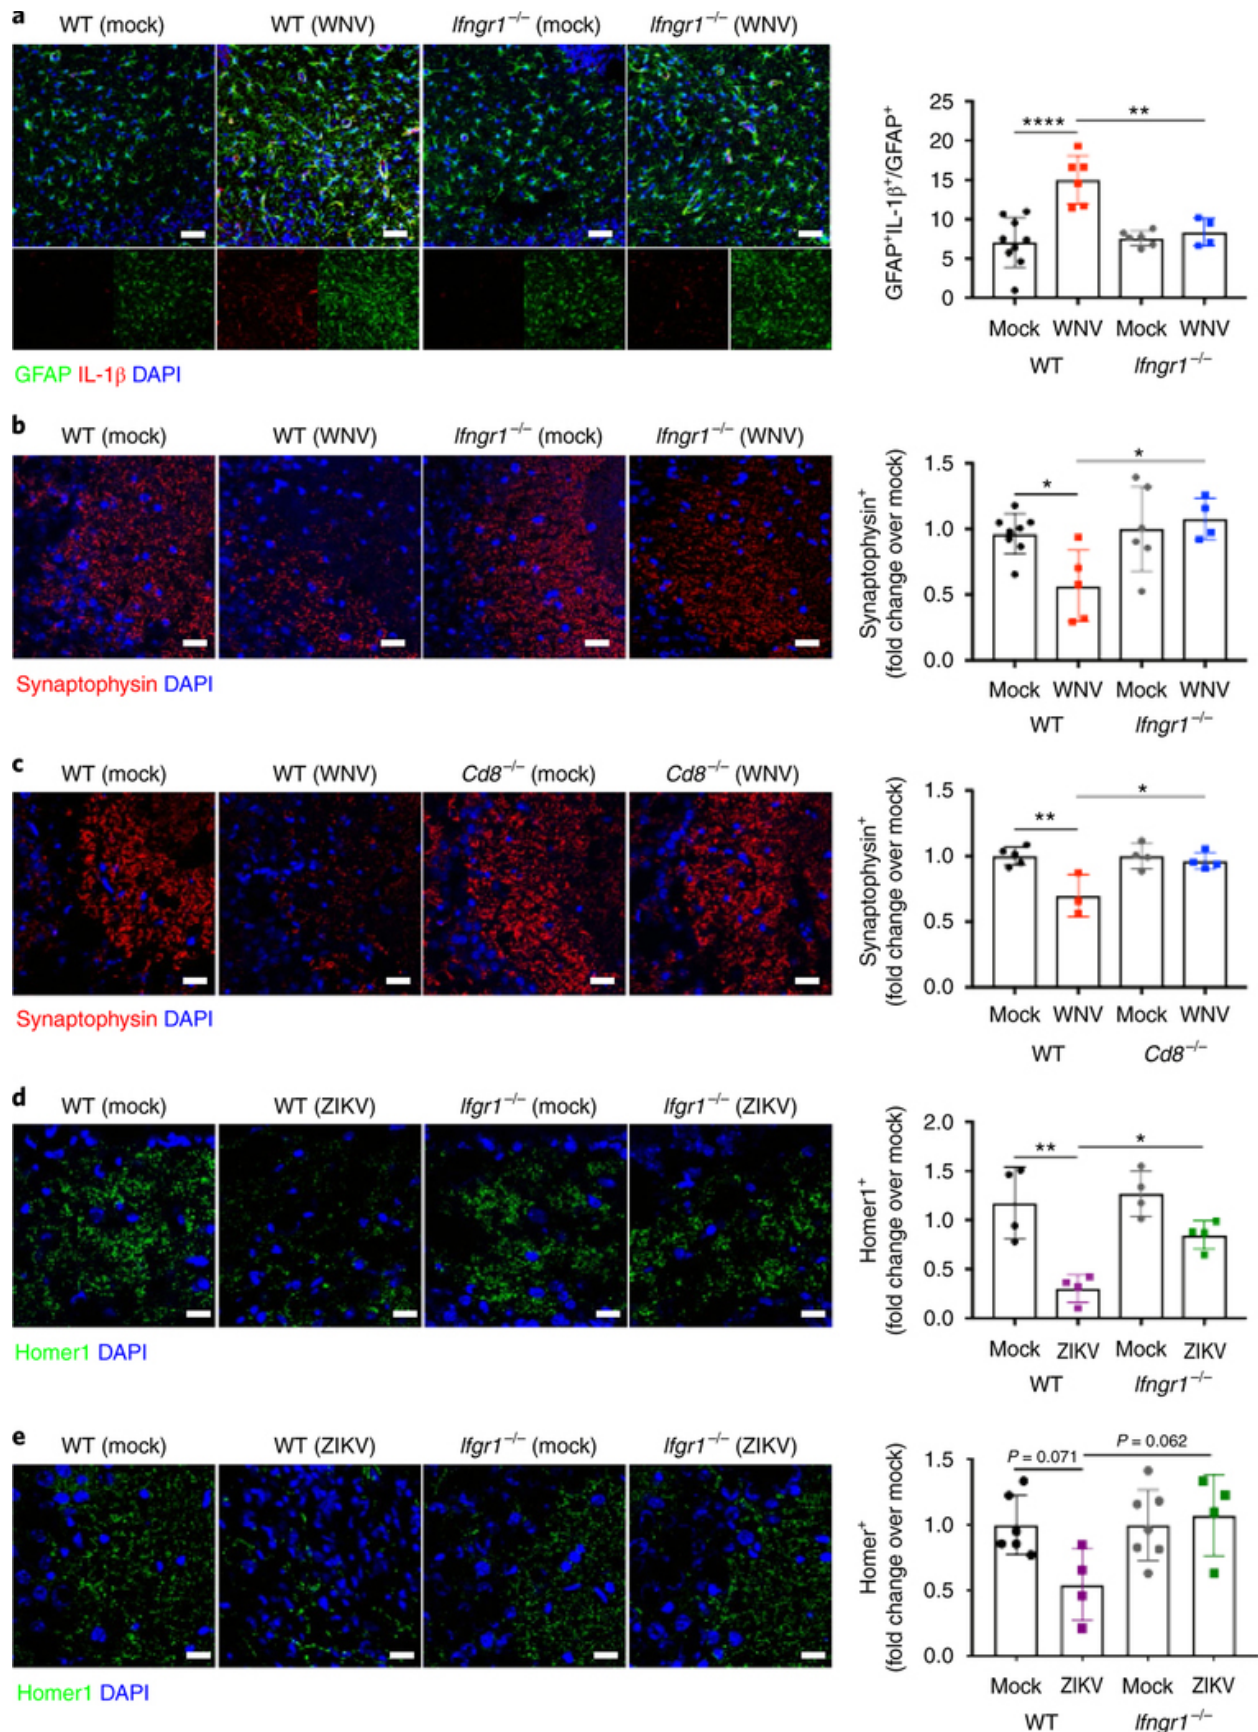 a
WT (mock) WT (WNV) Ifngr1−/− (mock) Ifngr1−/− (WNV)
GFAP IL-1β DAPI
GFAP+IL-1β+/GFAP+
25
20
15
10
5
0
**** **
Mock WNV Mock WNV
WT Ifngr1−/−
b
WT (mock) WT (WNV) Ifngr1−/− (mock) Ifngr1−/− (WNV)
Synaptophysin DAPI
Synaptophysin+
(fold change over mock)
1.5
1.0
0.5
0.0
* *
Mock WNV Mock WNV
WT Ifngr1−/−
c
WT (mock) WT (WNV) Cd8−/− (mock) Cd8−/− (WNV)
Synaptophysin DAPI
Synaptophysin+
(fold change over mock)
1.5
1.0
0.5
0.0
** *
Mock WNV Mock WNV
WT Cd8−/−
d
WT (mock) WT (ZIKV) Ifgr1−/− (mock) Ifgr1−/− (ZIKV)
Homer1 DAPI
Homer1+
(fold change over mock)
2.0
1.5
1.0
0.5
0.0
** *
Mock ZIKV Mock ZIKV
WT Ifngr1−/−
e
WT (mock) WT (ZIKV) Ifgr1−/− (mock) Ifgr1−/− (ZIKV)
Homer1 DAPI
Homer+
(fold change over mock)
1.5
1.0
0.5
0.0
P = 0.071 P = 0.062
Mock ZIKV Mock ZIKV
WT Ifngr1−/−